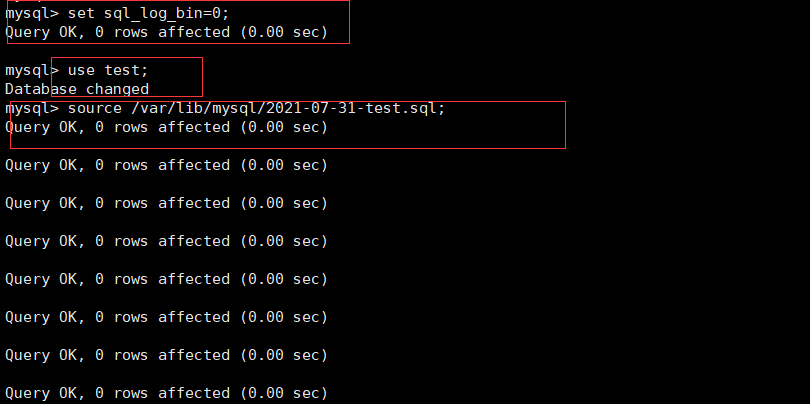 mysql> set sql_log_bin=0;
Query OK, 0 rows affected (0.00 sec)
mysql> use test;
Database changed
mysql> source /var/lib/mysql/2021-07-31-test.sql;
Query OK, 0 rows affected (0.00 sec)
Query OK, 0 rows affected (0.00 sec)
Query OK, 0 rows affected (0.00 sec)
Query OK, 0 rows affected (0.00 sec)
Query OK, 0 rows affected (0.00 sec)
Query OK, 0 rows affected (0.00 sec)
Query OK, 0 rows affected (0.00 sec)
Query OK, 0 rows affected (0.00 sec)